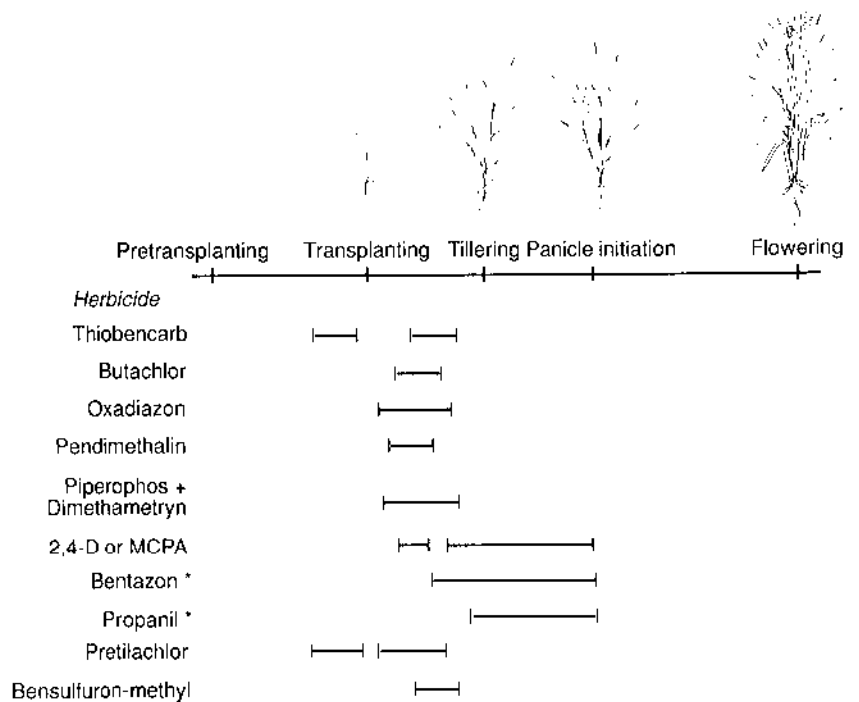 Pretransplanting Transplanting Tillering Panicle initiation Flowering
Herbicide
Thiobencarb
Butachlor
Oxadiazon
Pendimethalin
Piperophos +
Dimethametryn
2,4-D or MCPA
Bentazon *
Propanil *
Pretilachlor
Bensulfuron-methyl